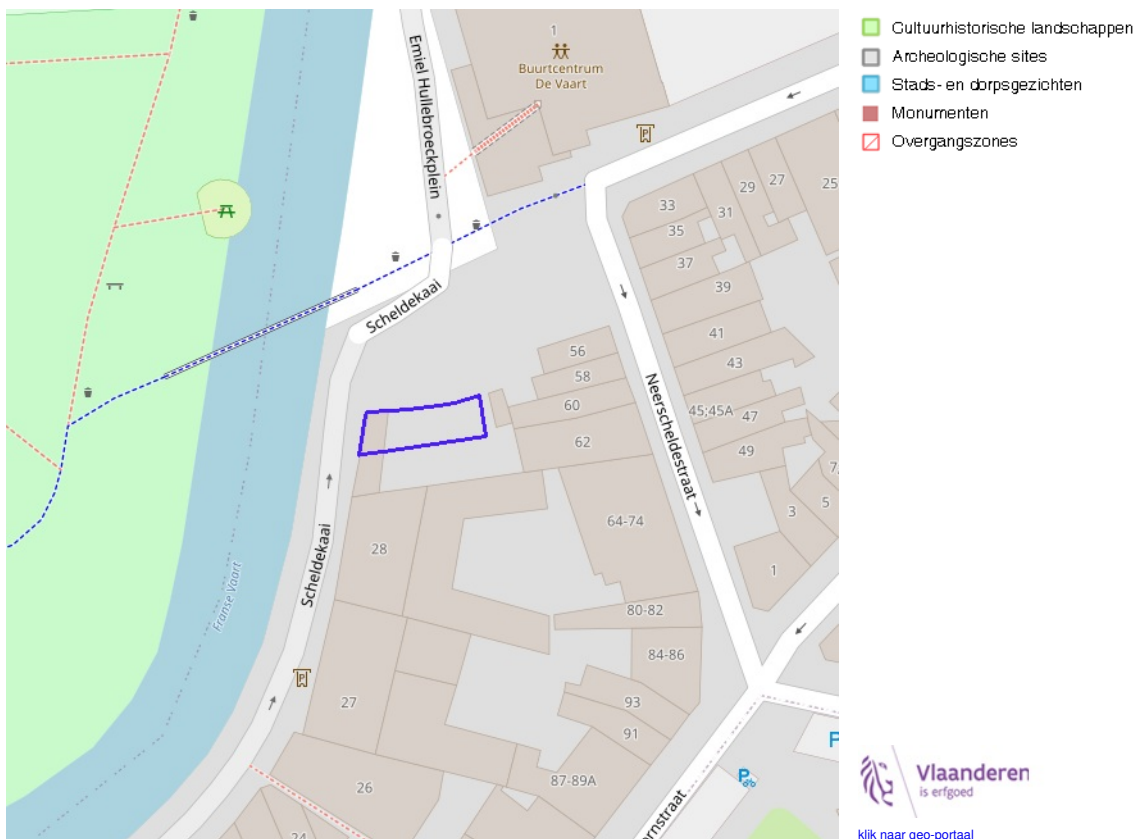 1
Buurtcentrum
De Vaart
Emiel Hullebroeckplein
P
29
27
25
33
31
35
37
39
Scheldekaai
41
56
43
58
60
45;45A
47
62
49
Neerscheldestraat
7,
5
3
64-74
28
1
Scheldekaai
Franse Vaart
80-82
84-86
P
93
27
91
87-89A
P
P
26
24
ornstraat
Cultuurhistorische landschappen
Archeologische sites
Stads- en dorpsgezichten
Monumenten
Overgangszones
Vlaanderen
is erfgoed
klik naar geo-portaal